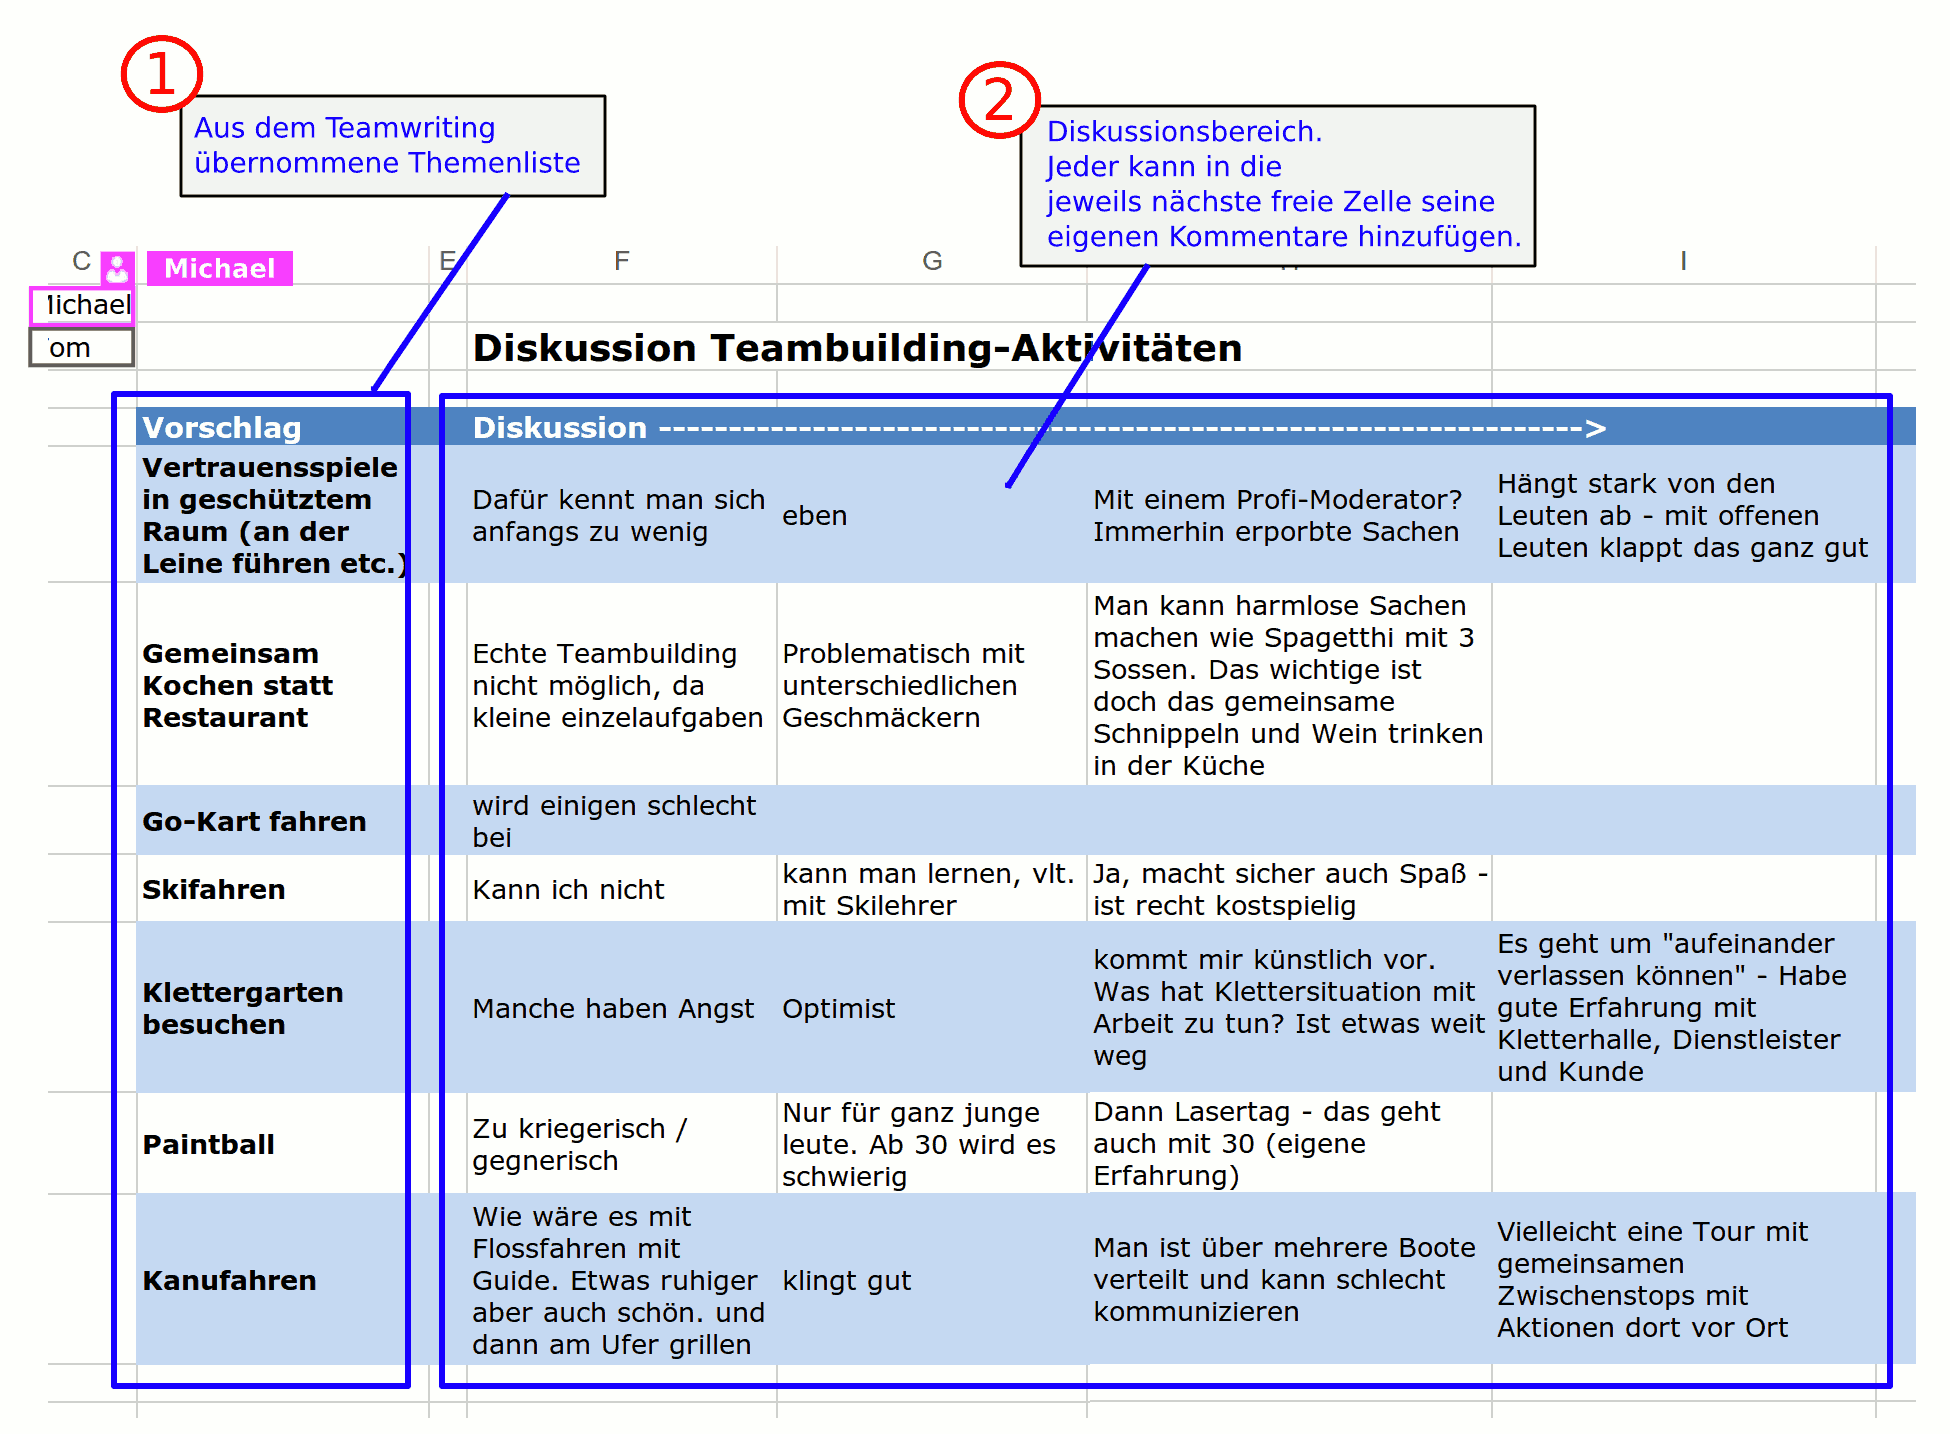 1
Aus dem Teamwriting
übernommene Themenliste
2
Diskussionsbereich.
Jeder kann in die
jeweils nächste freie Zelle seine
eigenen Kommentare hinzufügen.
C Michael E F G I
Diskussion Teambuilding-Aktivitäten
Vorschlag
Diskussion ------------------------------------------------------------------>
Vertrauensspiele
in geschütztem
Raum (an der
Leine führen etc.)
Dafür kennt man sich
anfangs zu wenig
eben
Mit einem Profi-Moderator?
Immerhin erporbte Sachen
Hängt stark von den
Leuten ab - mit offenen
Leuten klappt das ganz gut
Gemeinsam
Kochen statt
Restaurant
Echte Teambuilding
nicht möglich, da
kleine einzelaufgaben
Problematisch mit
unterschiedlichen
Geschmäckern
Man kann harmlose Sachen
machen wie Spagetthi mit 3
Sossen. Das wichtige ist
doch das gemeinsame
Schnippeln und Wein trinken
in der Küche
Go-Kart fahren
wird einigen schlecht
bei
Skifahren
Kann ich nicht
kann man lernen, vlt.
mit Skilehrer
Ja, macht sicher auch Spaß -
ist recht kostspielig
Klettergarten
besuchen
Manche haben Angst
Optimist
kommt mir künstlich vor.
Was hat Klettersituation mit
Arbeit zu tun? Ist etwas weit
weg
Es geht um "aufeinander
verlassen können" - Habe
gute Erfahrung mit
Kletterhalle, Dienstleister
und Kunde
Paintball
Zu kriegerisch /
gegnerisch
Nur für ganz junge
leute. Ab 30 wird es
schwierig
Dann Lasertag - das geht
auch mit 30 (eigene
Erfahrung)
Kanufahren
Wie wäre es mit
Flossfahren mit
Guide. Etwas ruhiger
aber auch schön. und
dann am Ufer grillen
klingt gut
Man ist über mehrere Boote
verteilt und kann schlecht
kommunizieren
Vielleicht eine Tour mit
gemeinsamen
Zwischenstops mit
Aktionen dort vor Ort